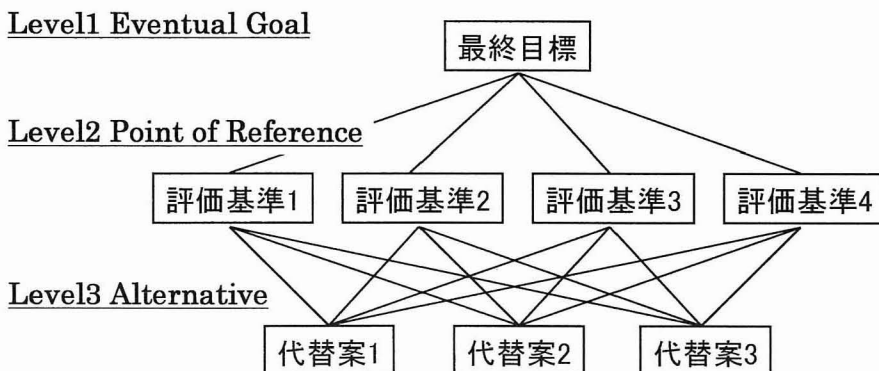 Level1 Eventual Goal
最終目標
Level2 Point of Reference
評価基準1
評価基準2
評価基準3
評価基準4
Level3 Alternative
代替案1
代替案2
代替案3